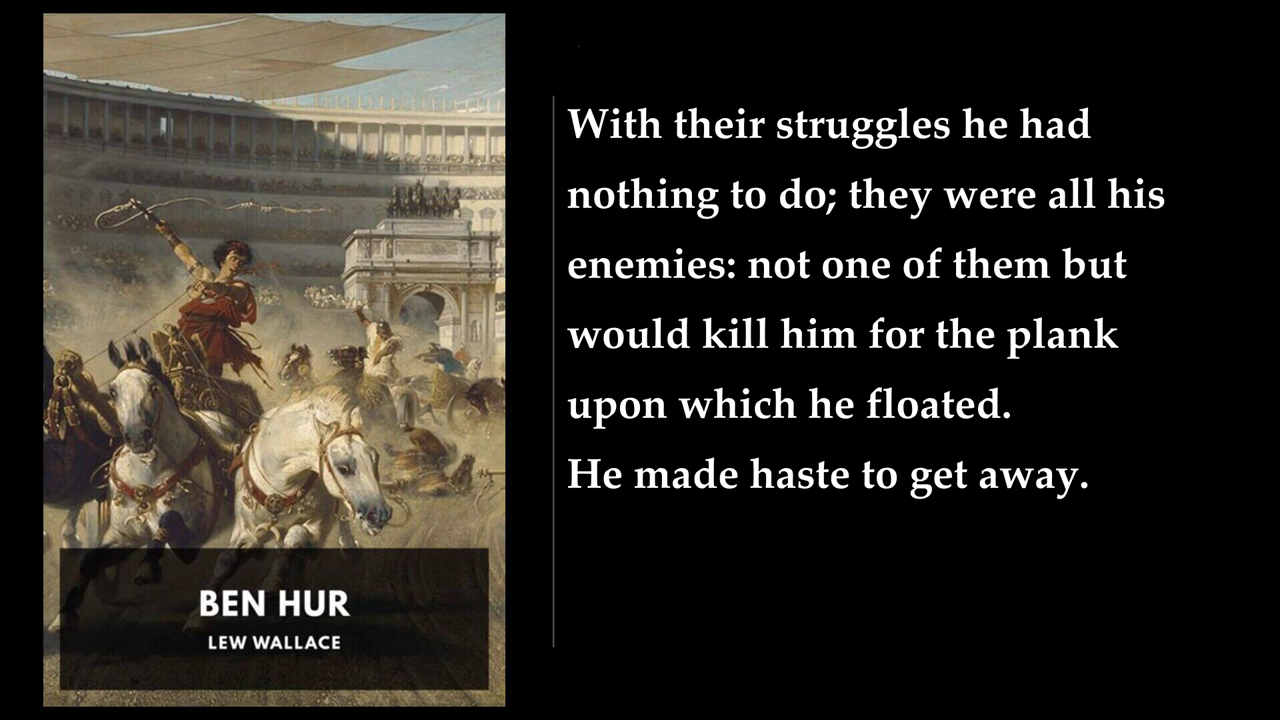 With their struggles he had
nothing to do; they were all his
enemies: not one of them but
would kill him for the plank
upon which he floated.
He made haste to get away.
BEN HUR
LEW WALLACE